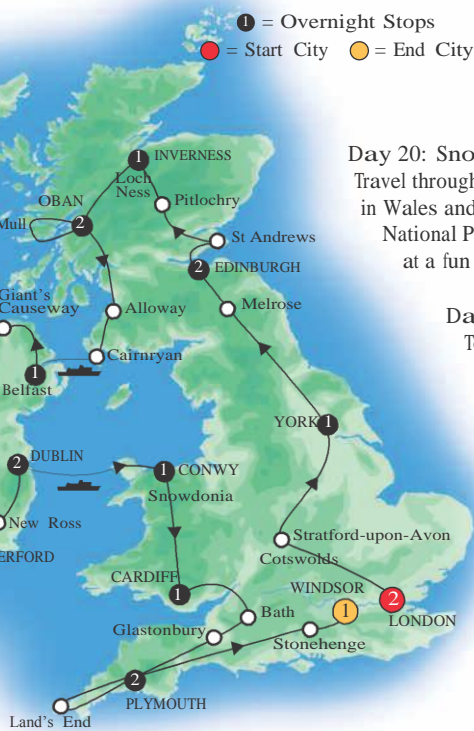 1 = Overnight Stops
= Start City = End City
Day 20: Sno
Travel through
in Wales and
National P
at a fun
Da
T
1
INVERNESS
Loch
Ness
Pitlochry
OBAN
2
Mull
St Andrews
2
EDINBURGH
Giant's
Causeway
Alloway
Melrose
Cairnryan
1
Belfast
YORK
1
2
DUBLIN
1
CONWY
Snowdonia
New Ross
ERFORD
Stratford-upon-Avon
Cotswolds
CARDIFF
1
WINDSOR
1
2
LONDON
Bath
Glastonbury
Stonehenge
2
PLYMOUTH
Land's End